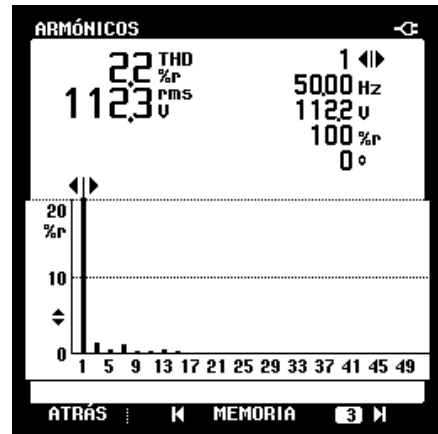 ARMÓNICOS
2,2 THD %r
112,3 rms V
1
50,00 Hz
112,2 V
100 %r
0 °
20
%r
10
0
1 5 9 13 17 21 25 29 33 37 41 45 49
ATRÁS MEMORIA 3